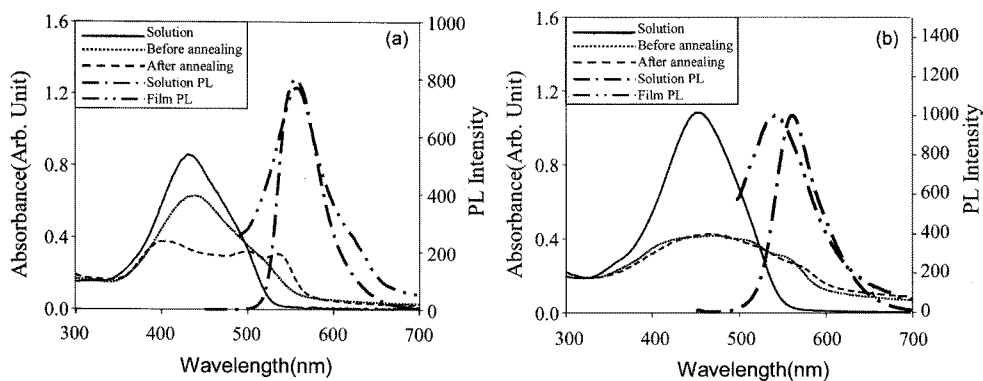 1.6
1.2
0.8
0.4
0.0
Absorbance(Arb. Unit)
Solution
Before annealing
After annealing
Solution PL
Film PL
(a)
1000
800
600
400
200
0
PL Intensity
300 400 500 600 700
Wavelength(nm)
1.6
1.2
0.8
0.4
0.0
Absorbance(Arb. Unit)
Solution
Before annealing
After annealing
Solution PL
Film PL
(b)
1400
1200
1000
800
600
400
200
0
PL Intensity
300 400 500 600 700
Wavelength(nm)